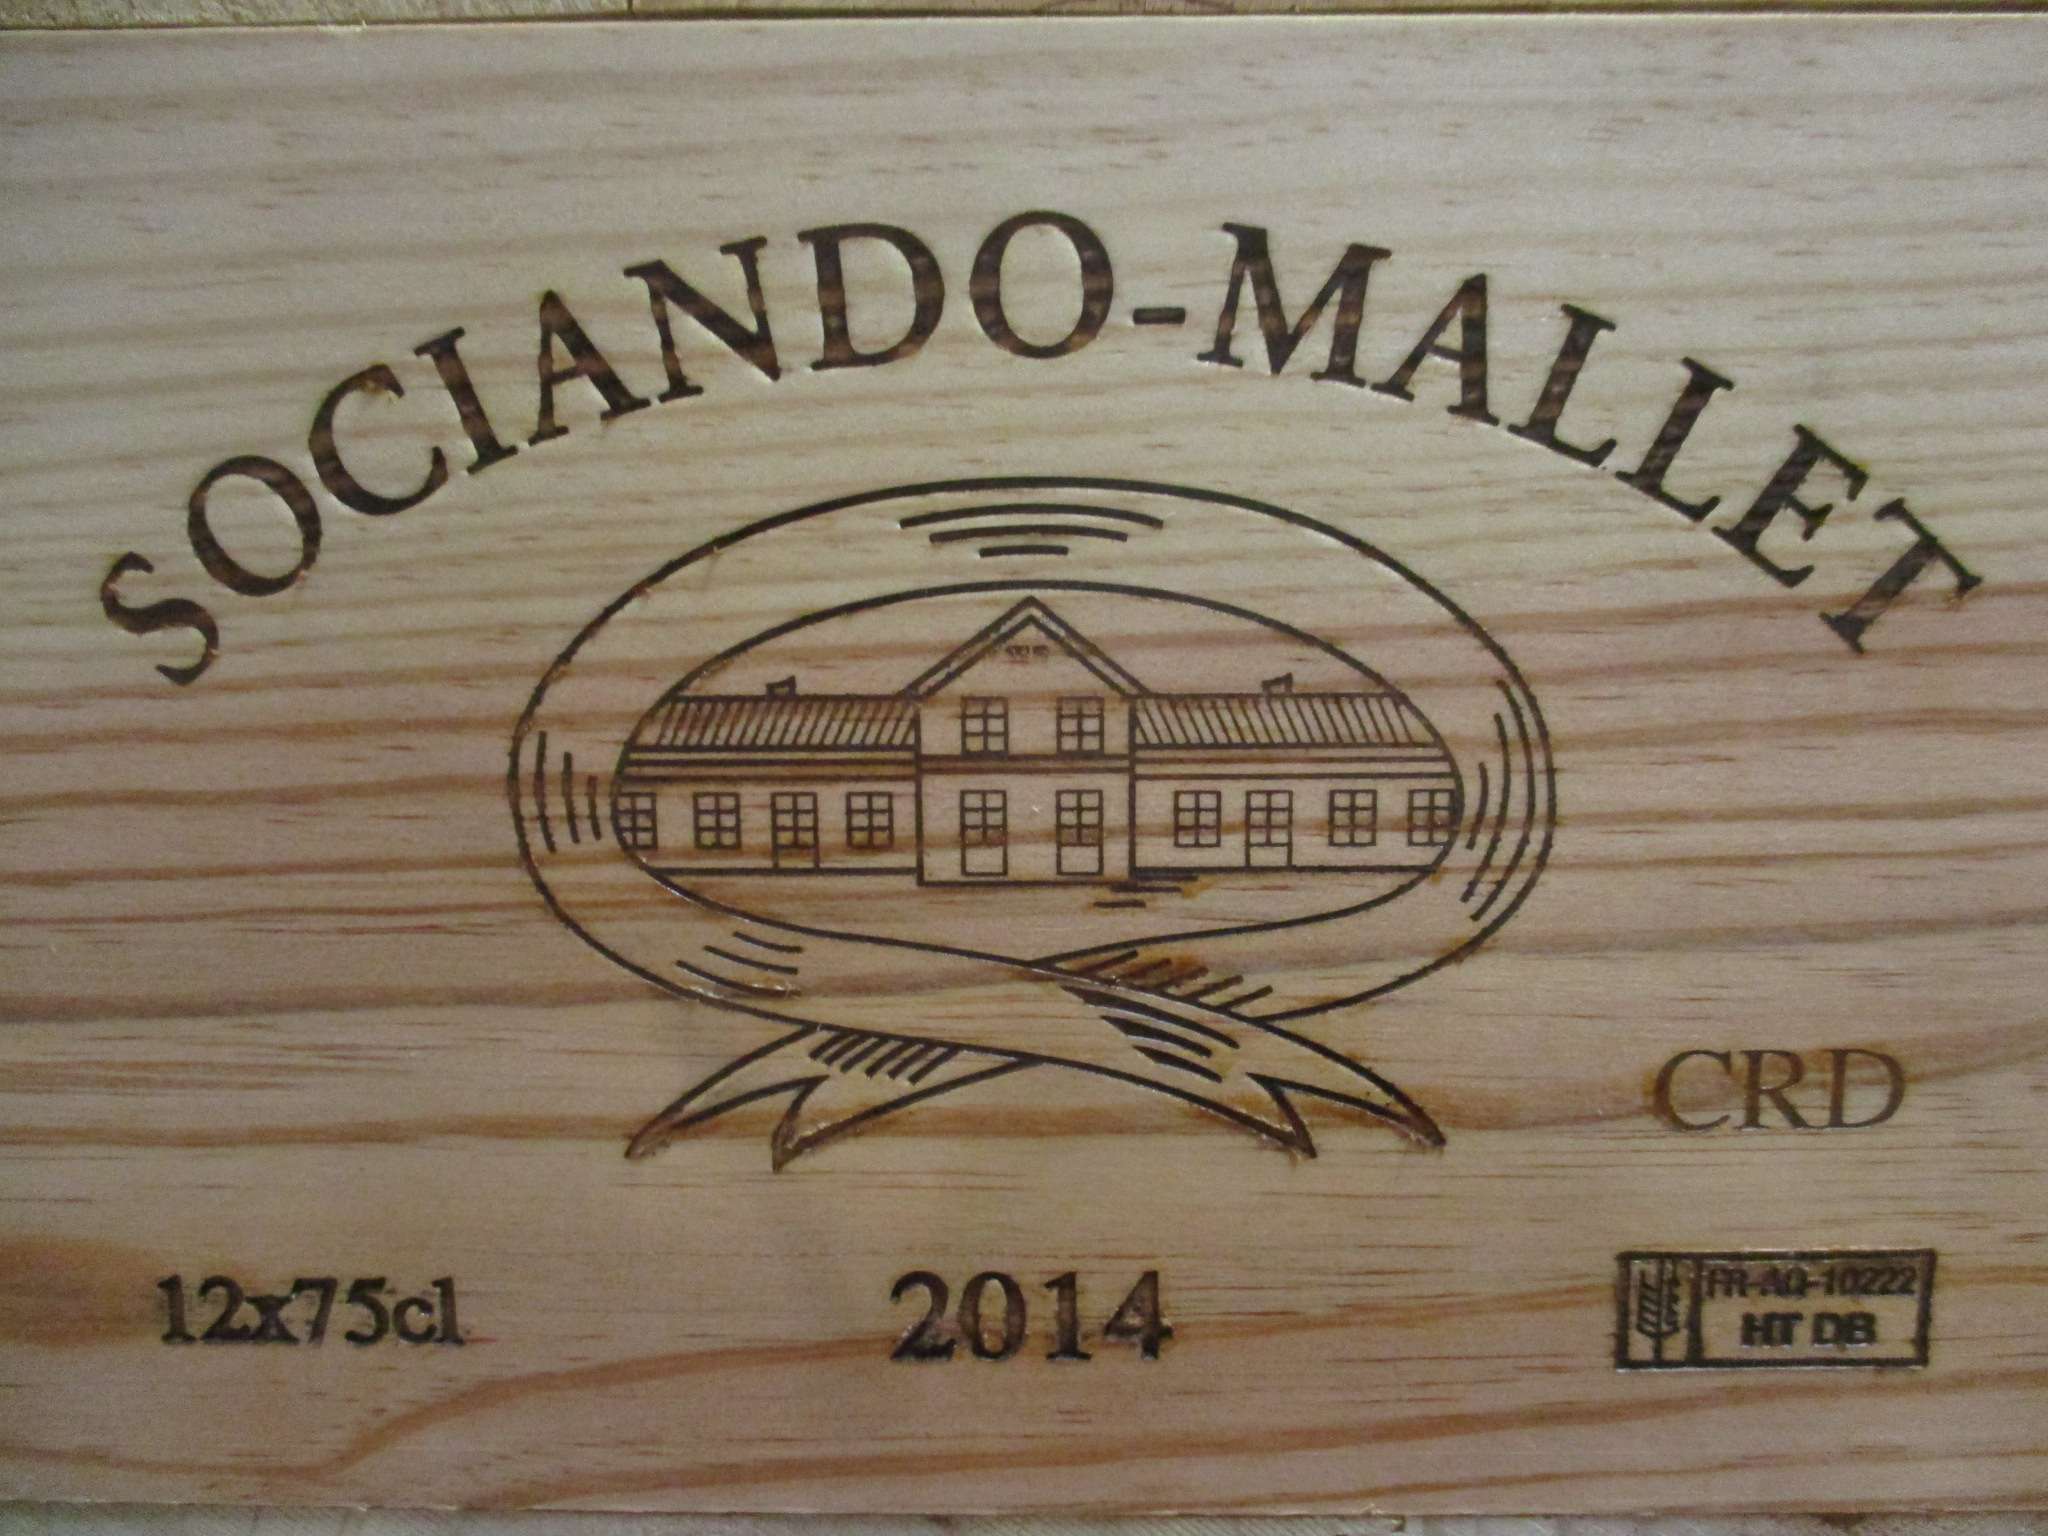 SOCIANDO-MALLET
CRD
12x75cl
2014
FR-AQ-10222
HT DB